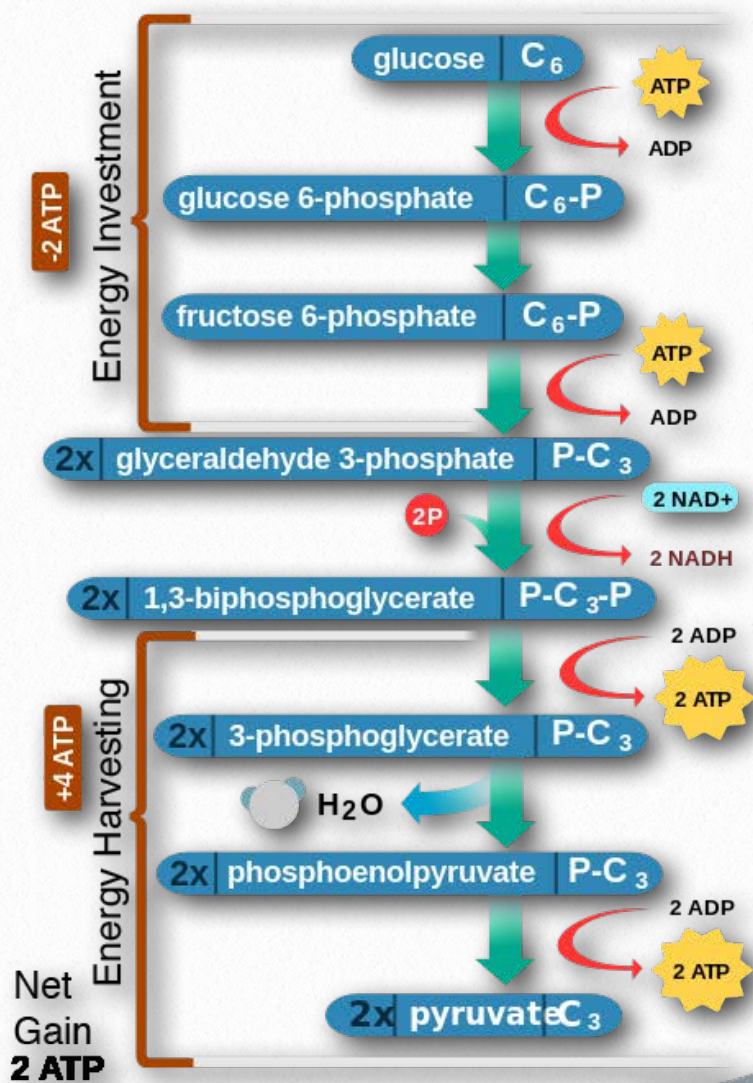 glucose C6
ATP
ADP
-2 ATP
Energy Investment
glucose 6-phosphate C6-P
fructose 6-phosphate C6-P
ATP
ADP
2x glyceraldehyde 3-phosphate P-C3
2P
2 NAD+
2 NADH
2x 1,3-biphosphoglycerate P-C3-P
2 ADP
2 ATP
+4 ATP
Energy Harvesting
2x 3-phosphoglycerate P-C3
H2O
2x phosphoenolpyruvate P-C3
2 ADP
2 ATP
2x pyruvate C3
Net
Gain
2 ATP